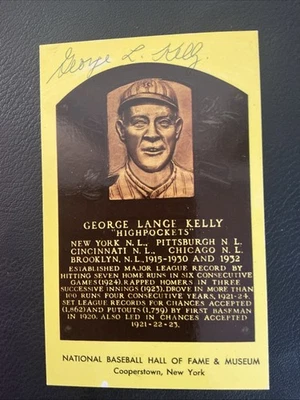 George L. Kelly.
GEORGE LANGE KELLY
"HIGHPOCKETS"
NEW YORK N.L., PITTSBURGH N.L.
CINCINNATI N.L., CHICAGO N.L.
BROOKLYN, N.L., 1915-1930 AND 1932
ESTABLISHED MAJOR LEAGUE RECORD BY
HITTING SEVEN HOME RUNS IN SIX CONSECUTIVE
GAMES (1924). RAPPED HOMERS IN THREE
SUCCESSIVE INNINGS (1923). DROVE IN MORE THAN
100 RUNS FOUR CONSECUTIVE YEARS, 1921-24.
SET LEAGUE RECORDS FOR CHANCES ACCEPTED
(1,862) AND PUTOUTS (1,759) BY FIRST BASEMAN
IN 1920. ALSO LED IN CHANCES ACCEPTED
1921-22-23.
NATIONAL BASEBALL HALL OF FAME & MUSEUM
Cooperstown, New York